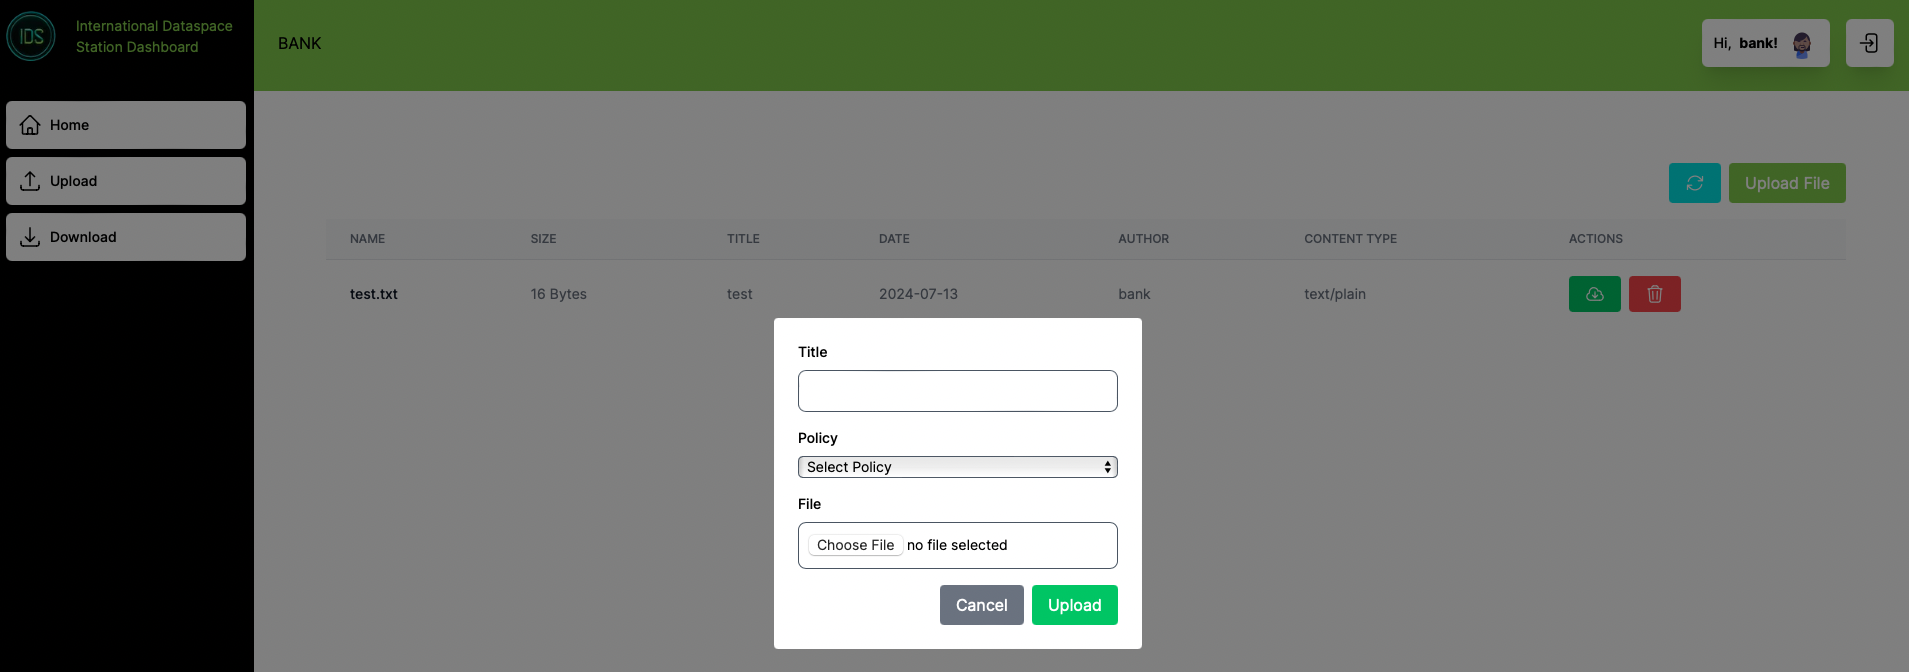 IDS
International Dataspace
Station Dashboard
BANK
Hi, bank!
Home
Upload
Download
Upload File
NAME SIZE TITLE DATE AUTHOR CONTENT TYPE ACTIONS
test.txt 16 Bytes test 2024-07-13 bank text/plain
Title
Policy
Select Policy
File
Choose File no file selected
Cancel Upload